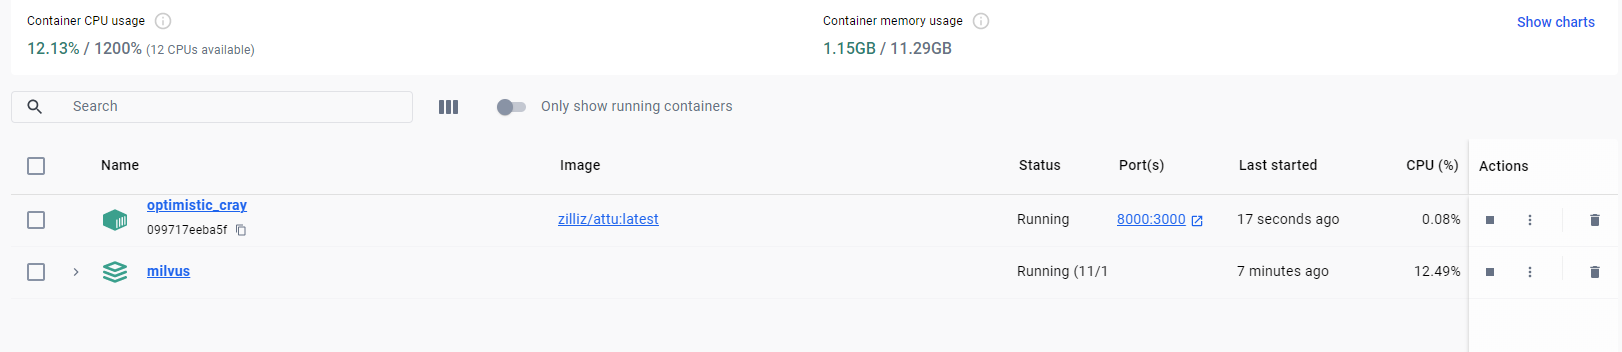 Container CPU usage
12.13% / 1200% (12 CPUs available)
Container memory usage
1.15GB / 11.29GB
Show charts
Search
Only show running containers
Name Image Status Port(s) Last started CPU (%) Actions
optimistic_cray
099717eeba5f
zilliz/attu:latest Running 8000:3000 17 seconds ago 0.08%
milvus Running (11/1 7 minutes ago 12.49%